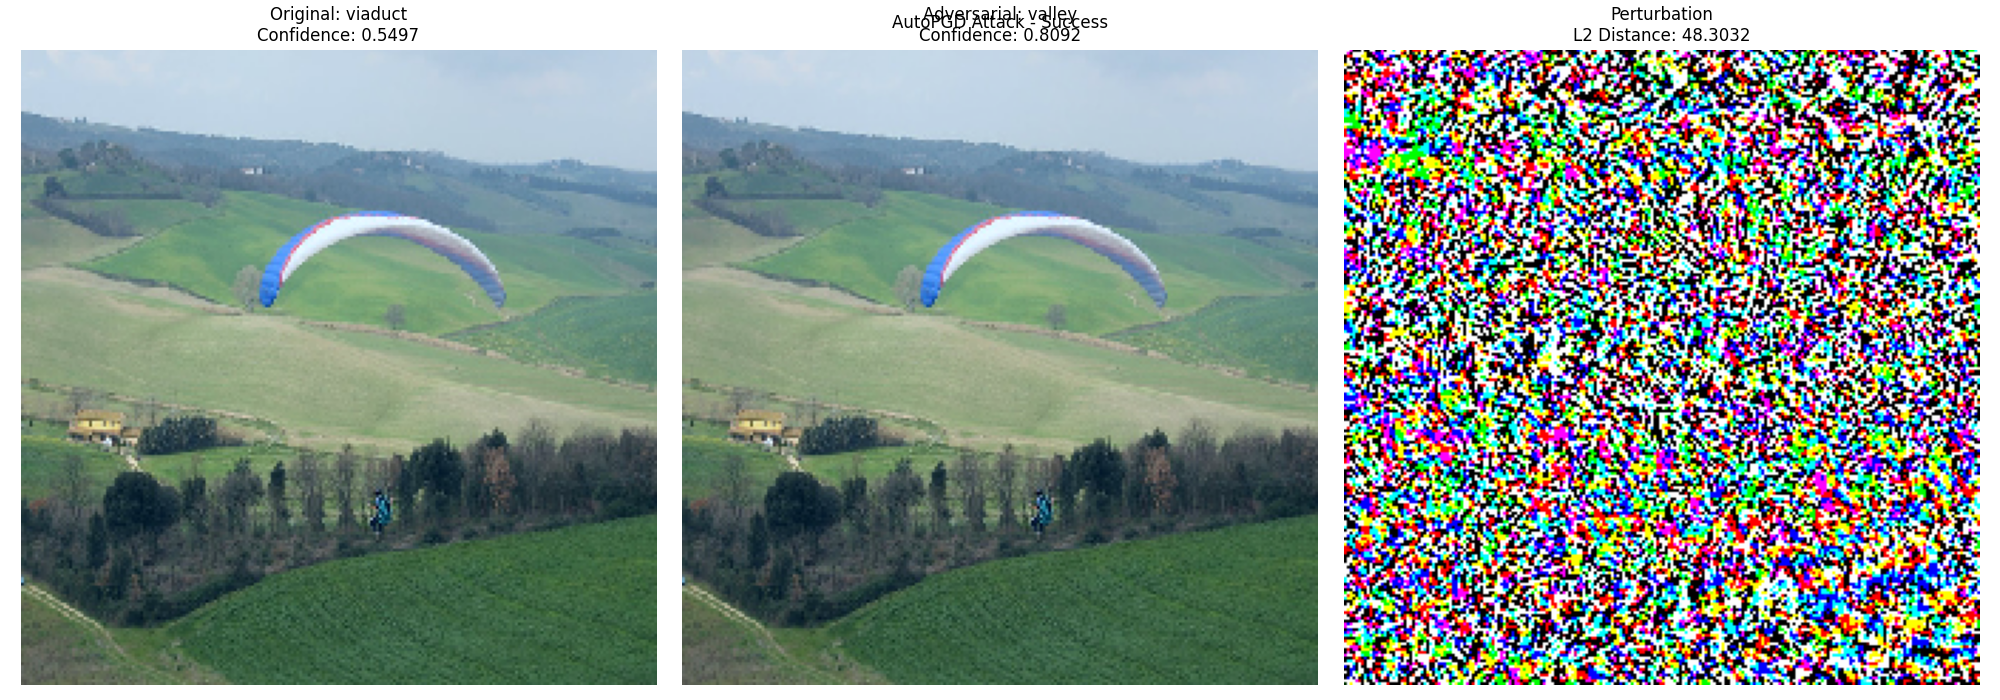 Original: viaduct
Confidence: 0.5497
AutoPGD Attack - Success
Adversarial: valley
Confidence: 0.8092
Perturbation
L2 Distance: 48.3032